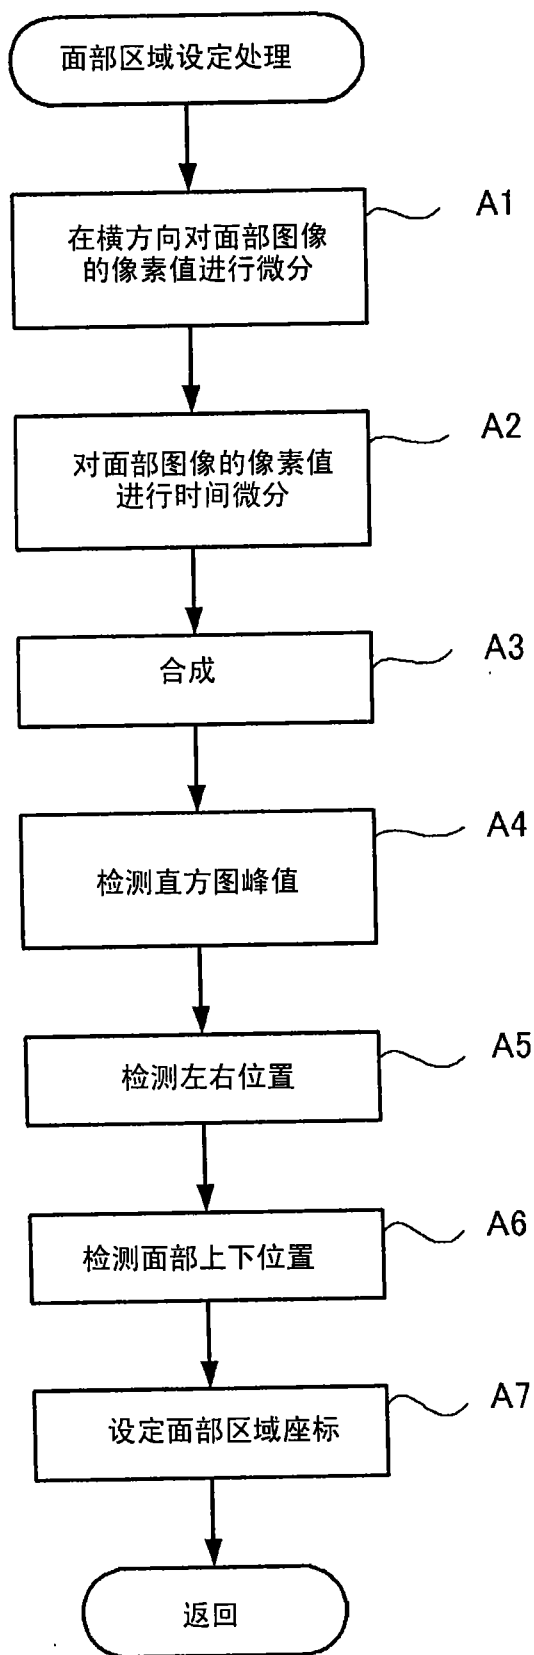 面部区域设定处理
A1
在横方向对面部图像
的像素值进行微分
A2
对面部图像的像素值
进行时间微分
A3
合成
A4
检测直方图峰值
A5
检测左右位置
A6
检测面部上下位置
A7
设定面部区域座标
返回